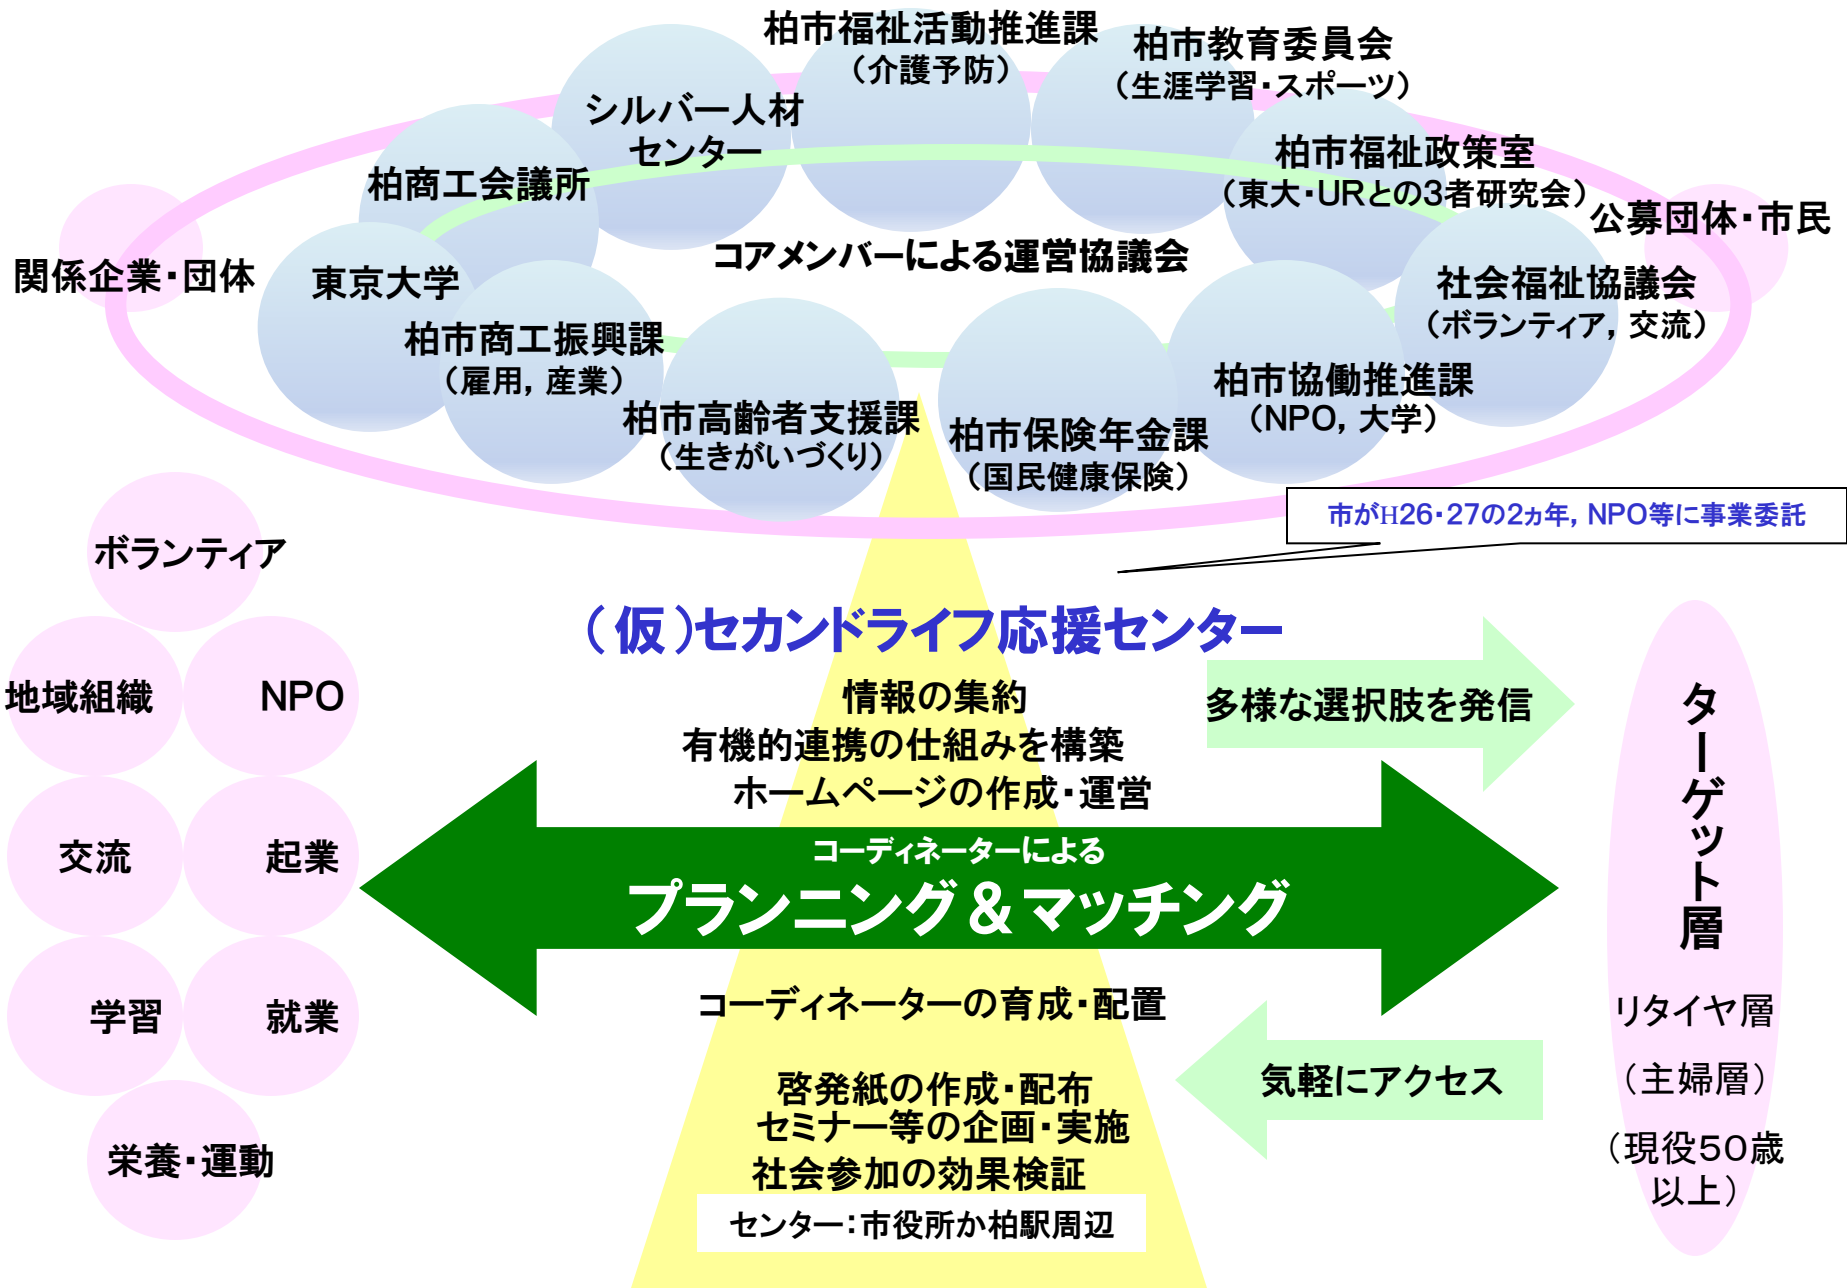 柏市福祉活動推進課
（介護予防）
柏市教育委員会
（生涯学習・スポーツ）
シルバー人材
センター
柏市福祉政策室
（東大・URとの3者研究会）
柏商工会議所
公募団体・市民
関係企業・団体
コアメンバーによる運営協議会
東京大学
社会福祉協議会
（ボランティア，交流）
柏市商工振興課
（雇用，産業）
柏市協働推進課
（NPO，大学）
柏市高齢者支援課
（生きがいづくり）
柏市保険年金課
（国民健康保険）
市がH26・27の2ヵ年，NPO等に事業委託
ボランティア
地域組織
NPO
交流
起業
学習
就業
栄養・運動
（仮）セカンドライフ応援センター
情報の集約
有機的連携の仕組みを構築
ホームページの作成・運営
コーディネーターによる
プランニング＆マッチング
コーディネーターの育成・配置
啓発紙の作成・配布
セミナー等の企画・実施
社会参加の効果検証
センター：市役所か柏駅周辺
多様な選択肢を発信
気軽にアクセス
ターゲット層
リタイヤ層
（主婦層）
（現役50歳
以上）